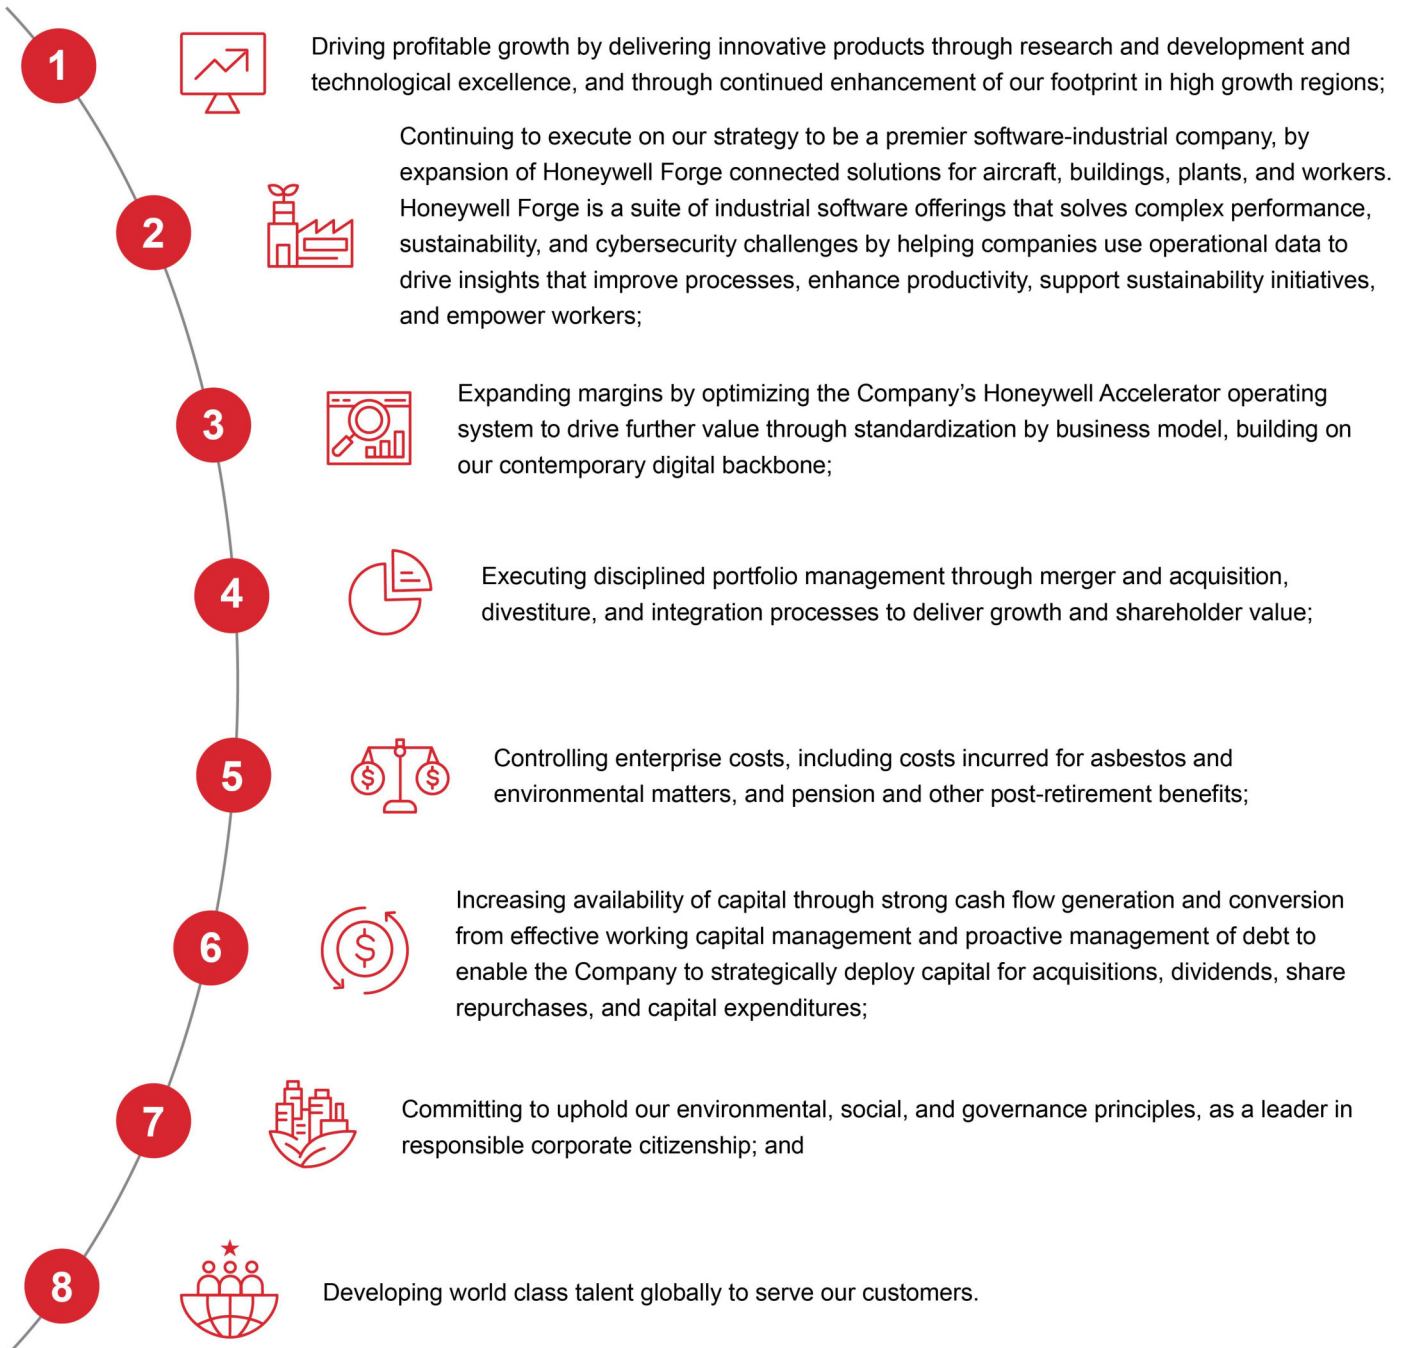 1
Driving profitable growth by delivering innovative products through research and development and
technological excellence, and through continued enhancement of our footprint in high growth regions;
2
Continuing to execute on our strategy to be a premier software-industrial company, by
expansion of Honeywell Forge connected solutions for aircraft, buildings, plants, and workers.
Honeywell Forge is a suite of industrial software offerings that solves complex performance,
sustainability, and cybersecurity challenges by helping companies use operational data to
drive insights that improve processes, enhance productivity, support sustainability initiatives,
and empower workers;
3
Expanding margins by optimizing the Company’s Honeywell Accelerator operating
system to drive further value through standardization by business model, building on
our contemporary digital backbone;
4
Executing disciplined portfolio management through merger and acquisition,
divestiture, and integration processes to deliver growth and shareholder value;
5
$ $
Controlling enterprise costs, including costs incurred for asbestos and
environmental matters, and pension and other post-retirement benefits;
6
$
Increasing availability of capital through strong cash flow generation and conversion
from effective working capital management and proactive management of debt to
enable the Company to strategically deploy capital for acquisitions, dividends, share
repurchases, and capital expenditures;
7
Committing to uphold our environmental, social, and governance principles, as a leader in
responsible corporate citizenship; and
8
Developing world class talent globally to serve our customers.